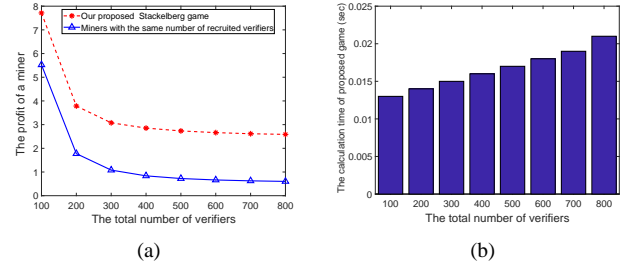 Our proposed  Stackelberg game
Miners with the same number of recruited verifiers
The profit of a miner
8
7
6
5
4
3
2
1
0
100 200 300 400 500 600 700 800
The total number of verifiers
(a)
The calculation time of proposed game (sec)
0.025
0.02
0.015
0.01
0.005
0
100 200 300 400 500 600 700 800
The total number of verifiers
(b)